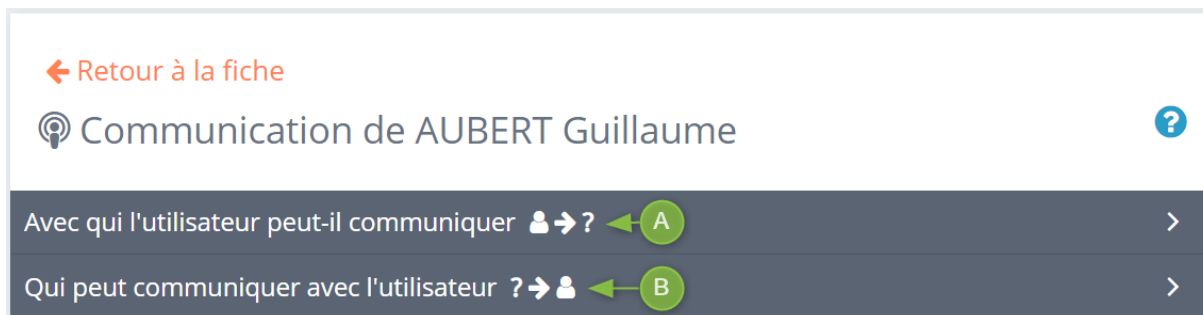 Retour à la fiche
Communication de AUBERT Guillaume
Avec qui l'utilisateur peut-il communiquer ? A
Qui peut communiquer avec l'utilisateur ? B